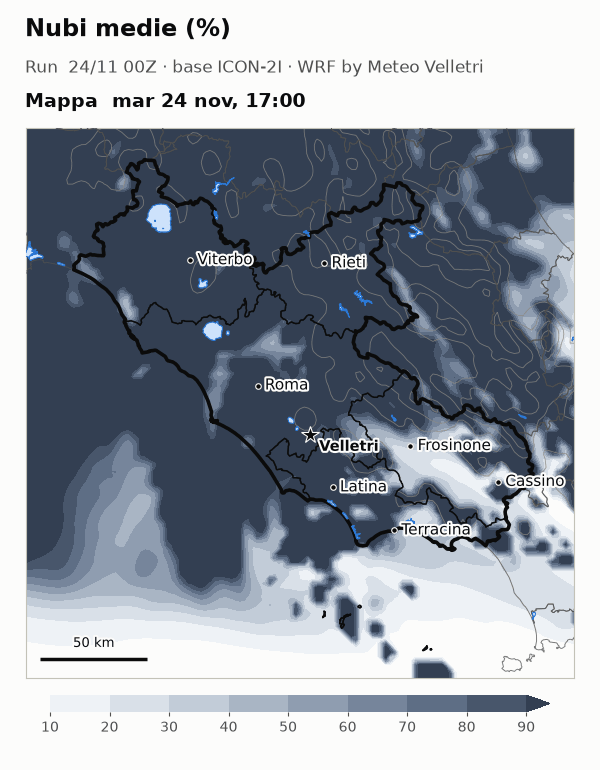 Nubi medie (%)
Run 24/11 00Z · base ICON-2I · WRF by Meteo Velletri
Mappa mar 24 nov, 17:00
Viterbo
Rieti
Roma
Velletri
Frosinone
Latina
Cassino
Terracina
50 km
10 20 30 40 50 60 70 80 90